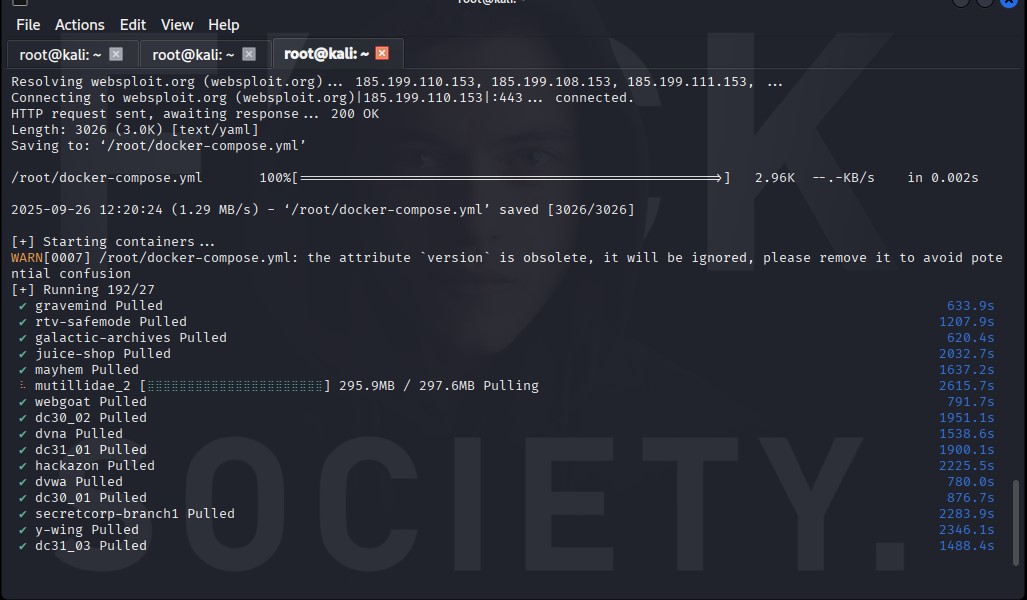 root@kali: ~
File Actions Edit View Help
root@kali: ~ root@kali: ~ root@kali: ~
Resolving websploit.org (websploit.org)... 185.199.110.153, 185.199.108.153, 185.199.111.153, ...
Connecting to websploit.org (websploit.org)|185.199.110.153|:443... connected.
HTTP request sent, awaiting response... 200 OK
Length: 3026 (3.0K) [text/yaml]
Saving to: ‘/root/docker-compose.yml’
/root/docker-compose.yml 100%[===================================================>] 2.96K --.-KB/s in 0.002s
2025-09-26 12:20:24 (1.29 MB/s) - ‘/root/docker-compose.yml’ saved [3026/3026]
[+] Starting containers...
WARN[0007] /root/docker-compose.yml: the attribute `version` is obsolete, it will be ignored, please remove it to avoid pote
ntial confusion
[+] Running 192/27
✔ gravemind Pulled 633.9s
✔ rtv-safemode Pulled 1207.9s
✔ galactic-archives Pulled 620.4s
✔ juice-shop Pulled 2032.7s
✔ mayhem Pulled 1637.2s
⠧ mutillidae_2 [⣿⣿⣿⣿⣿⣿⣿⣿⣿⣿⣿⣿⣿⣿⣿⣿⣿⣿⣿⣿⣿⣿] 295.9MB / 297.6MB Pulling 2615.7s
✔ webgoat Pulled 791.7s
✔ dc30_02 Pulled 1951.1s
✔ dvna Pulled 1538.6s
✔ dc31_01 Pulled 1900.1s
✔ hackazon Pulled 2225.5s
✔ dvwa Pulled 780.0s
✔ dc30_01 Pulled 876.7s
✔ secretcorp-branch1 Pulled 2283.9s
✔ y-wing Pulled 2346.1s
✔ dc31_03 Pulled 1488.4s
SOCIETY.